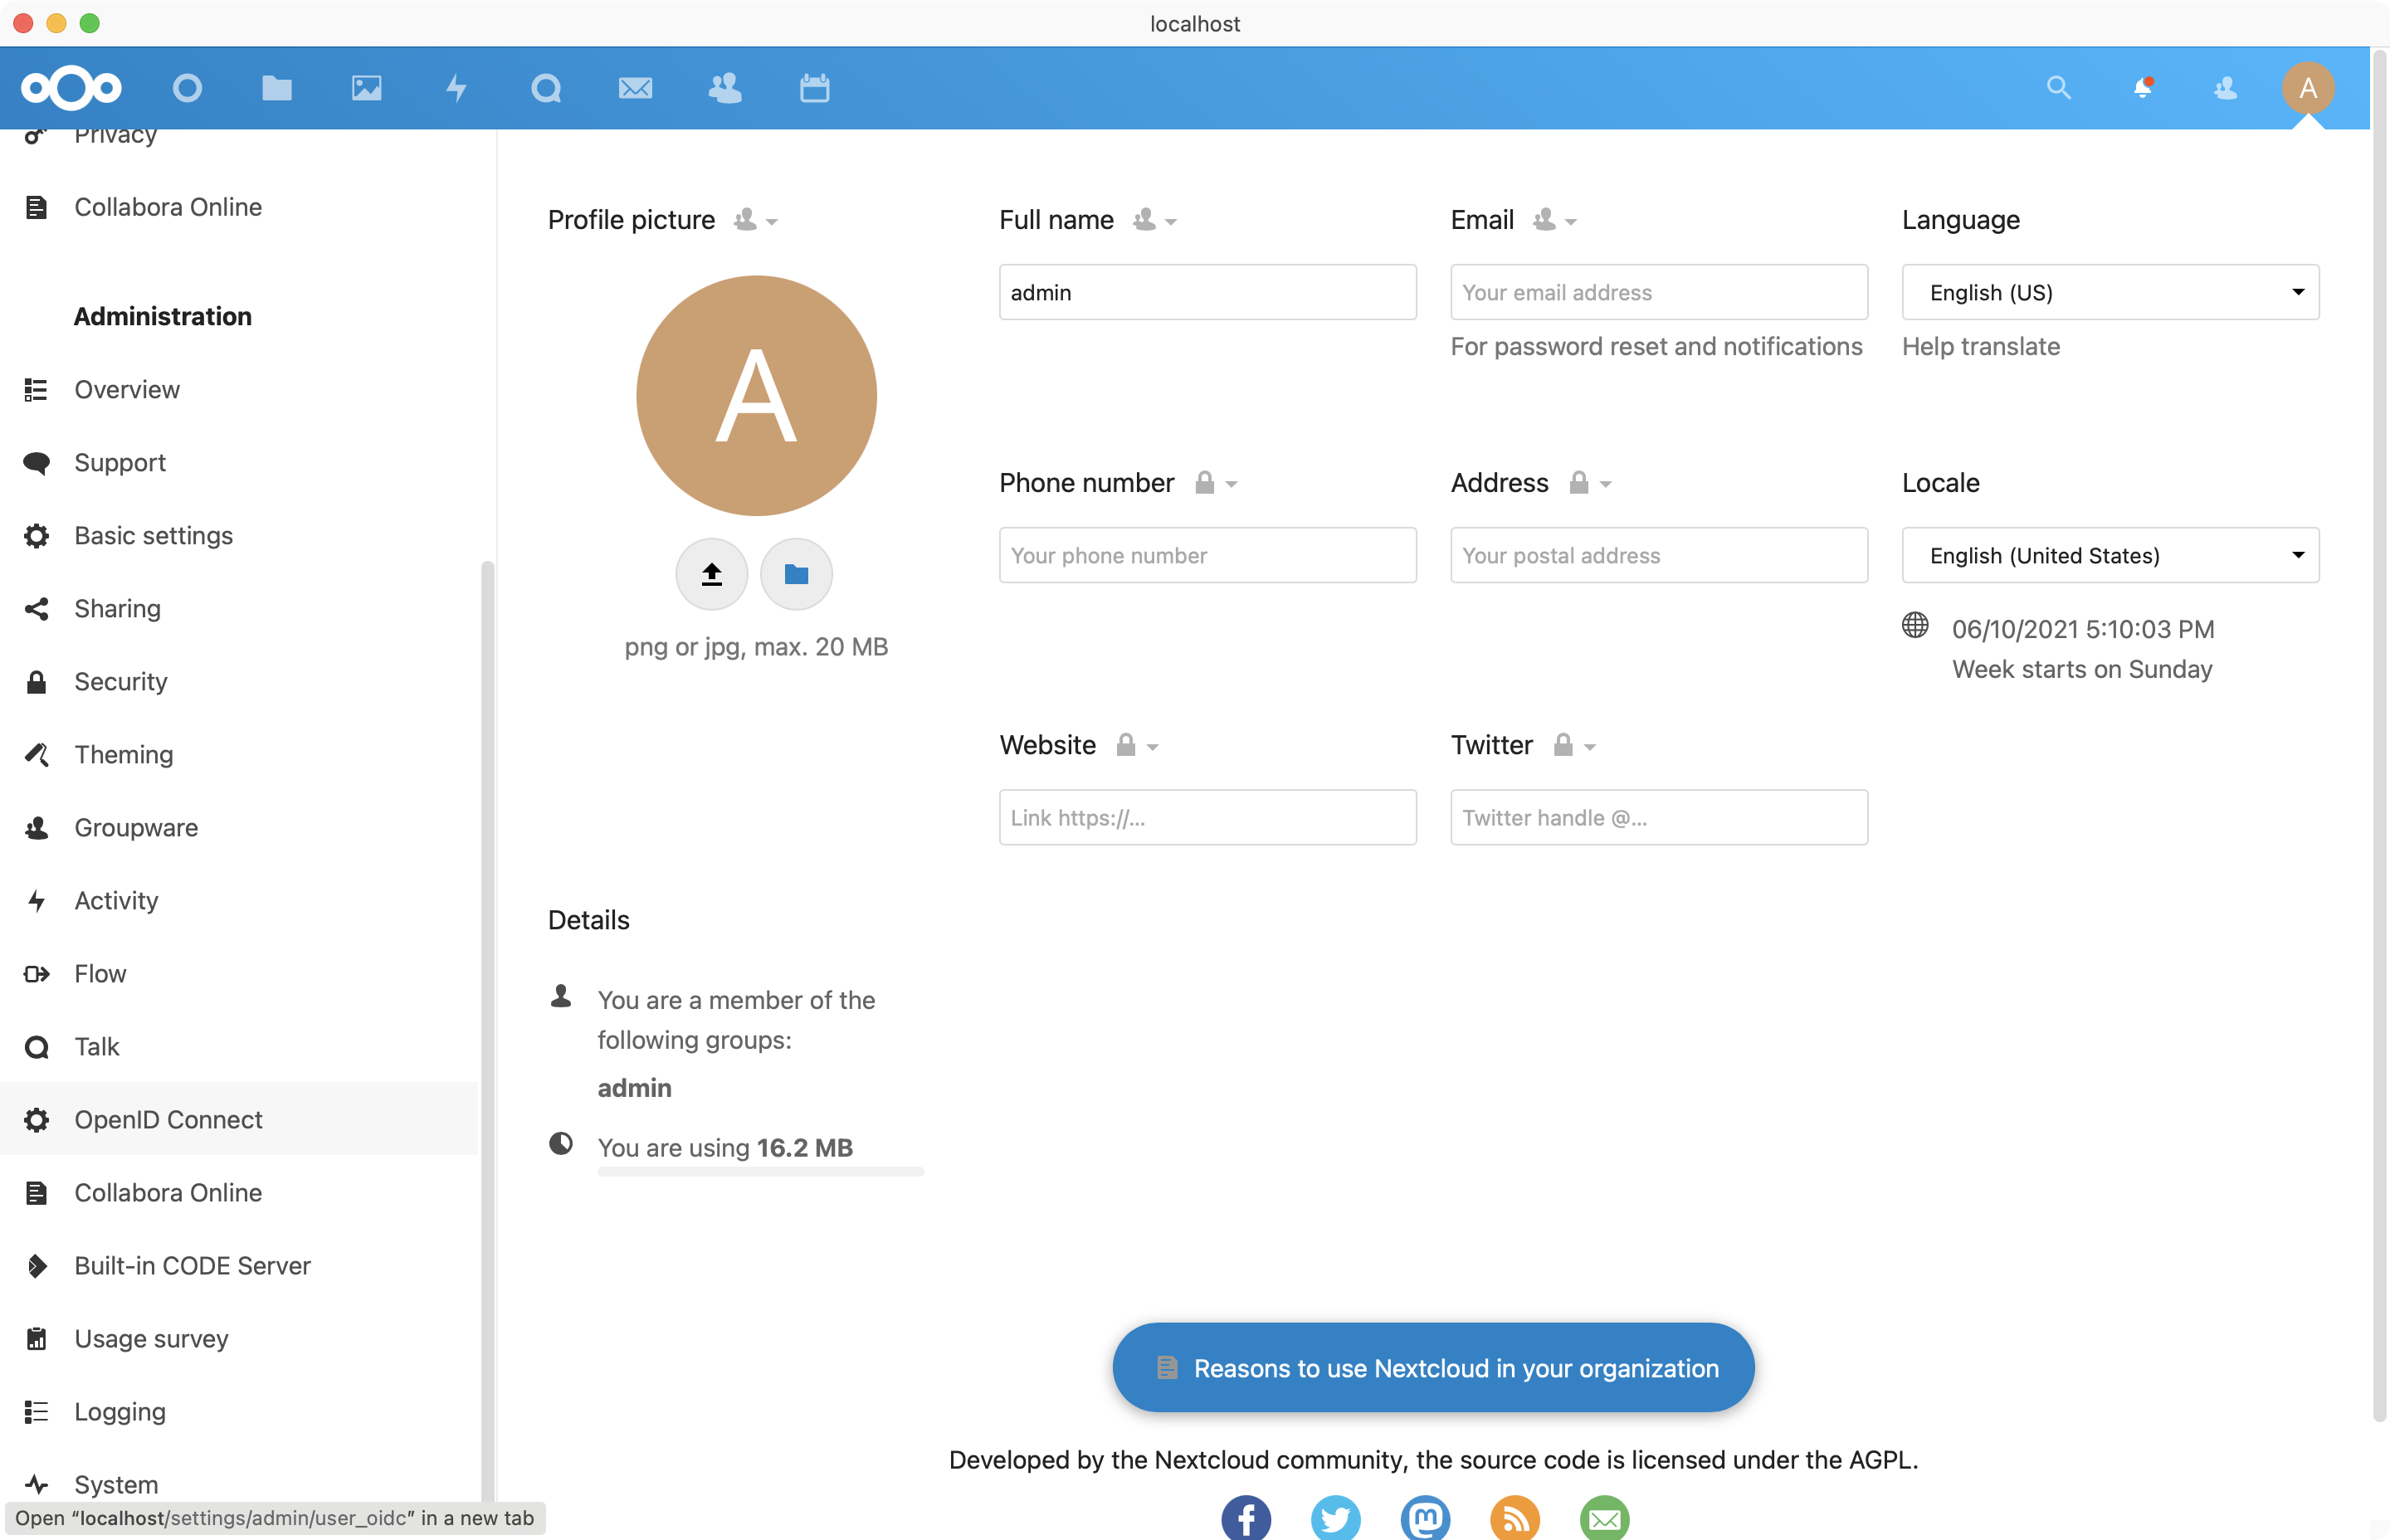 localhost
A
Privacy
Collabora Online
Administration
Overview
Support
Basic settings
Sharing
Security
Theming
Groupware
Activity
Flow
Talk
OpenID Connect
Collabora Online
Built-in CODE Server
Usage survey
Logging
System
Open “localhost/settings/admin/user_oidc” in a new tab
Profile picture
A
png or jpg, max. 20 MB
Full name
admin
Email
Your email address
For password reset and notifications
Language
English (US)
Help translate
Phone number
Your phone number
Address
Your postal address
Locale
English (United States)
06/10/2021 5:10:03 PM
Week starts on Sunday
Website
Link https://...
Twitter
Twitter handle @...
Details
You are a member of the
following groups:
admin
You are using 16.2 MB
Reasons to use Nextcloud in your organization
Developed by the Nextcloud community, the source code is licensed under the AGPL.